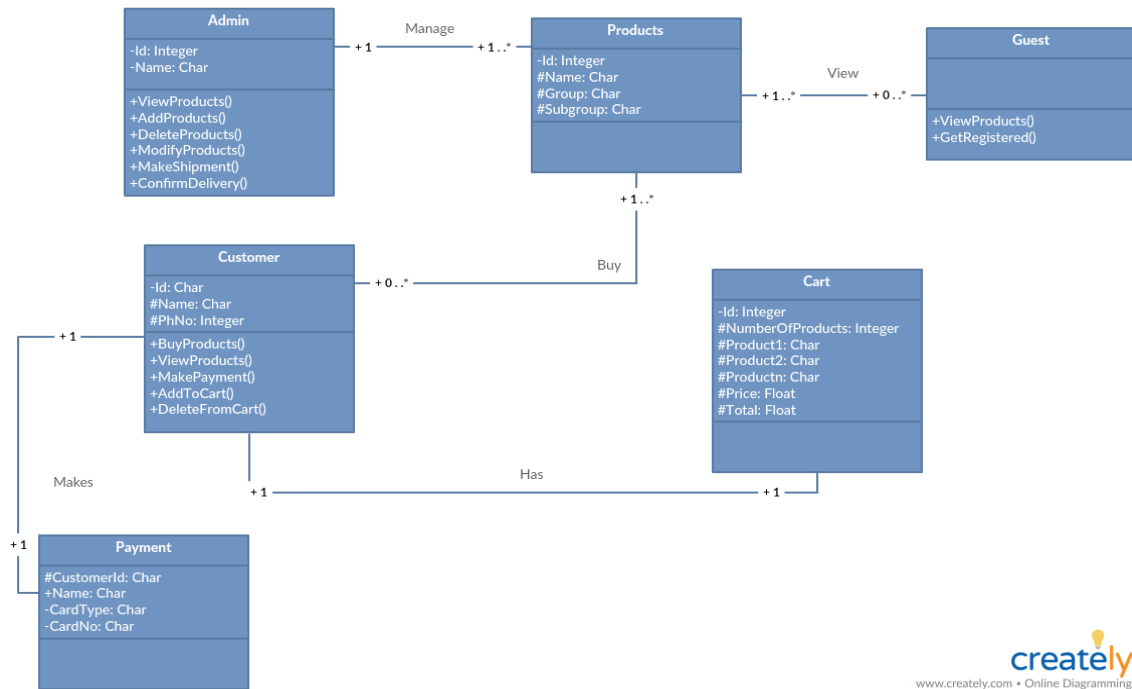 Admin
-Id: Integer
-Name: Char
+ViewProducts()
+AddProducts()
+DeleteProducts()
+ModifyProducts()
+MakeShipment()
+ConfirmDelivery()
+ 1
Manage
+ 1..*
Products
-Id: Integer
#Name: Char
#Group: Char
#Subgroup: Char
+ 1..*
View
+ 0..*
Guest
+ViewProducts()
+GetRegistered()
+ 1..*
Buy
+ 0..*
Customer
-Id: Char
#Name: Char
#PhNo: Integer
+BuyProducts()
+ViewProducts()
+MakePayment()
+AddToCart()
+DeleteFromCart()
Cart
-Id: Integer
#NumberOfProducts: Integer
#Product1: Char
#Product2: Char
#Productn: Char
#Price: Float
#Total: Float
+ 1
Has
+ 1
+ 1
Makes
+ 1
Payment
#CustomerId: Char
+Name: Char
-CardType: Char
-CardNo: Char
creately
www.creately.com • Online Diagramming